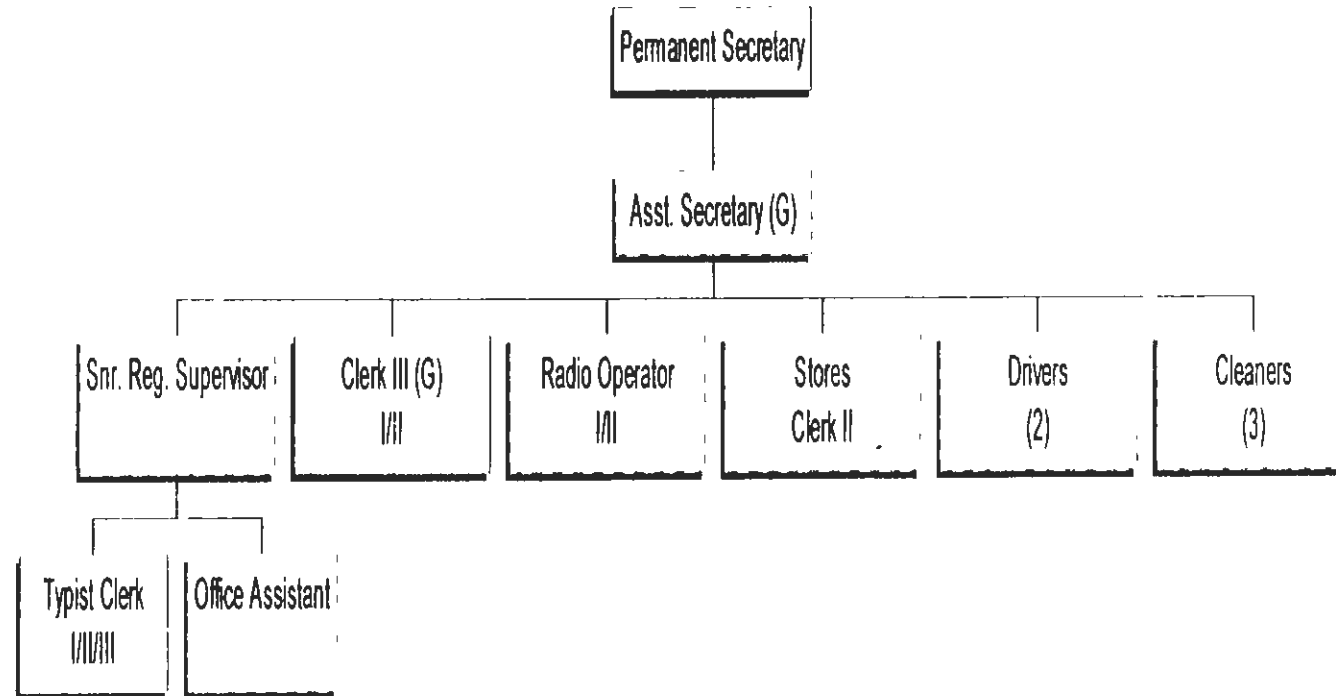 Permanent Secretary
Asst. Secretary (G)
Snr. Reg. Supervisor
Clerk III (G)
I/II
Radio Operator
I/II
Stores
Clerk II
Drivers
(2)
Cleaners
(3)
Typist Clerk
I/II/III
Office Assistant